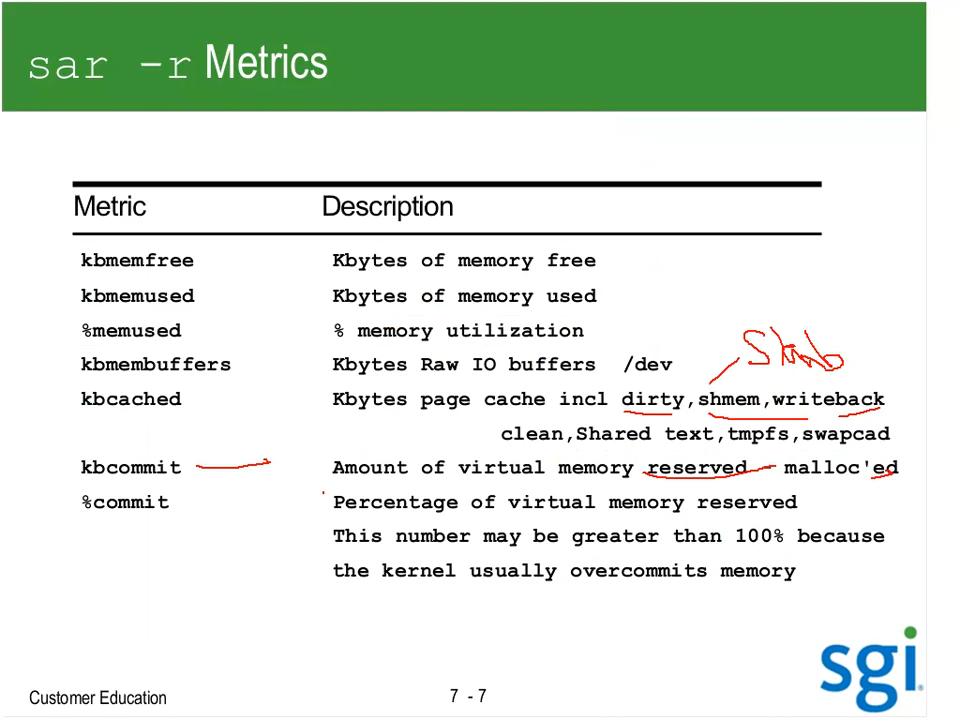 sar -r Metrics
Metric Description
kbmemfree Kbytes of memory free
kbmemused Kbytes of memory used
%memused % memory utilization
kbmembuffers Kbytes Raw IO buffers /dev
kbcached Kbytes page cache incl dirty,shmem,writeback
clean,Shared text,tmpfs,swapcad
kbcommit Amount of virtual memory reserved – malloc'ed
%commit Percentage of virtual memory reserved
This number may be greater than 100% because
the kernel usually overcommits memory
sgi
Customer Education 7 - 7